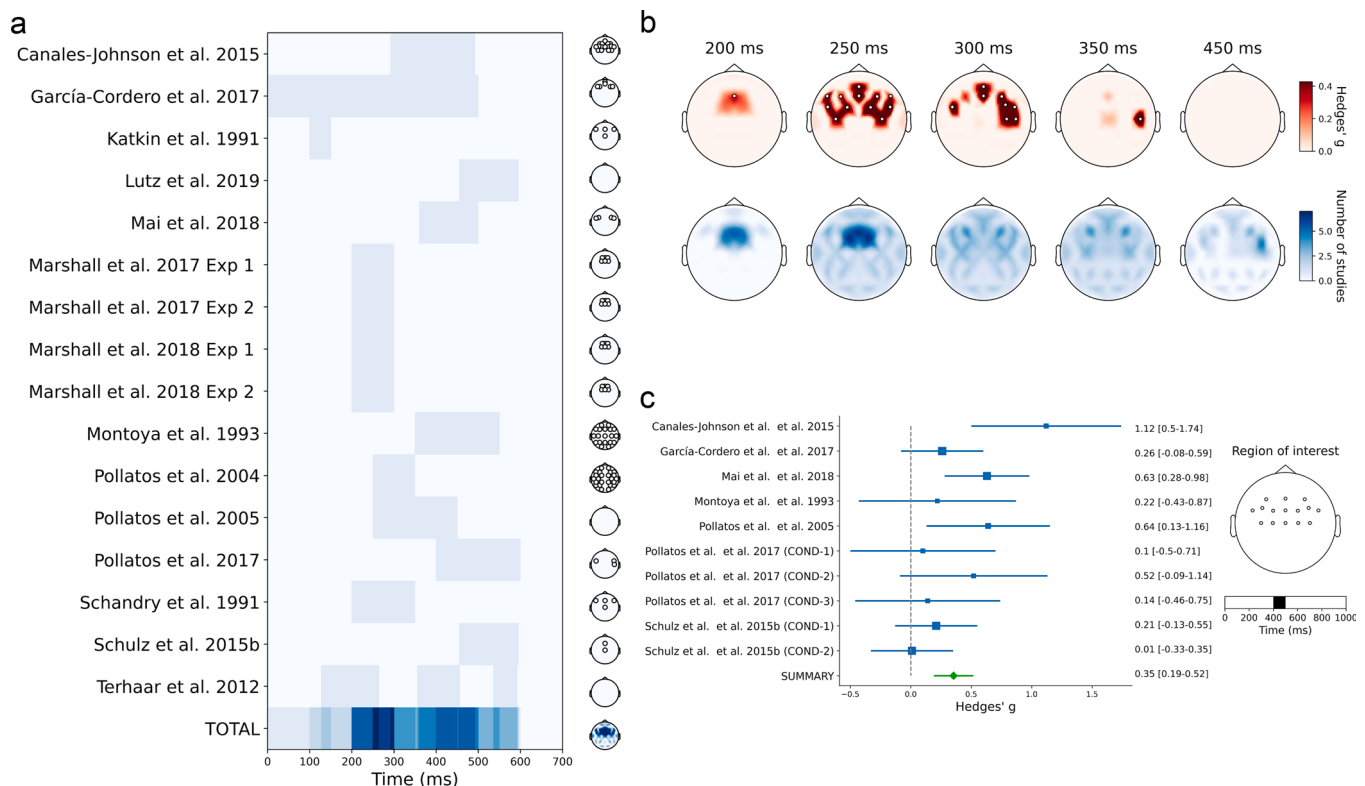 a
Canales-Johnson et al. 2015
García-Cordero et al. 2017
Katkin et al. 1991
Lutz et al. 2019
Mai et al. 2018
Marshall et al. 2017 Exp 1
Marshall et al. 2017 Exp 2
Marshall et al. 2018 Exp 1
Marshall et al. 2018 Exp 2
Montoya et al. 1993
Pollatos et al. 2004
Pollatos et al. 2005
Pollatos et al. 2017
Schandry et al. 1991
Schulz et al. 2015b
Terhaar et al. 2012
TOTAL
0 100 200 300 400 500 600 700
Time (ms)
b
200 ms 250 ms 300 ms 350 ms 450 ms
0.4
0.2
0.0
Hedges' g
5.0
2.5
0.0
Number of studies
c
Canales-Johnson et al. et al. 2015 1.12 [0.5-1.74]
García-Cordero et al. et al. 2017 0.26 [-0.08-0.59]
Mai et al. et al. 2018 0.63 [0.28-0.98]
Montoya et al. et al. 1993 0.22 [-0.43-0.87]
Pollatos et al. et al. 2005 0.64 [0.13-1.16]
Pollatos et al. et al. 2017 (COND-1) 0.1 [-0.5-0.71]
Pollatos et al. et al. 2017 (COND-2) 0.52 [-0.09-1.14]
Pollatos et al. et al. 2017 (COND-3) 0.14 [-0.46-0.75]
Schulz et al. et al. 2015b (COND-1) 0.21 [-0.13-0.55]
Schulz et al. et al. 2015b (COND-2) 0.01 [-0.33-0.35]
SUMMARY 0.35 [0.19-0.52]
−0.5 0.0 0.5 1.0 1.5
Hedges' g
Region of interest
0 200 400 600 800 1000
Time (ms)